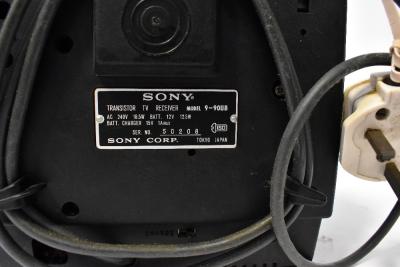 SONY®
TRANSISTOR TV RECEIVER MODEL 9-90UB
AC 240V 16.5W BATT. 12V 12.5W
BATT. CHARGER 15V 1Amax
SER. NO. 50208
SONY CORP. TOKYO JAPAN